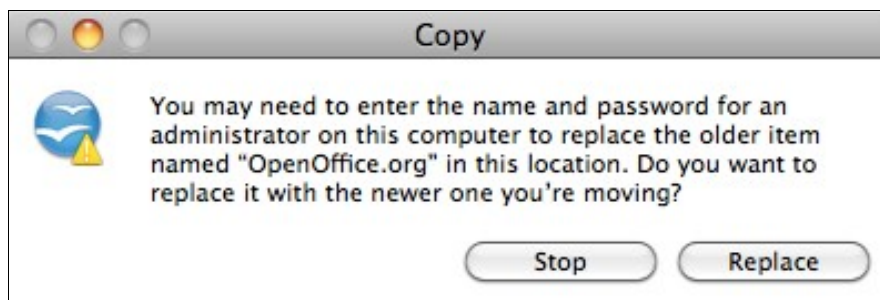 Copy
You may need to enter the name and password for an
administrator on this computer to replace the older item
named “OpenOffice.org” in this location. Do you want to
replace it with the newer one you’re moving?
Stop Replace